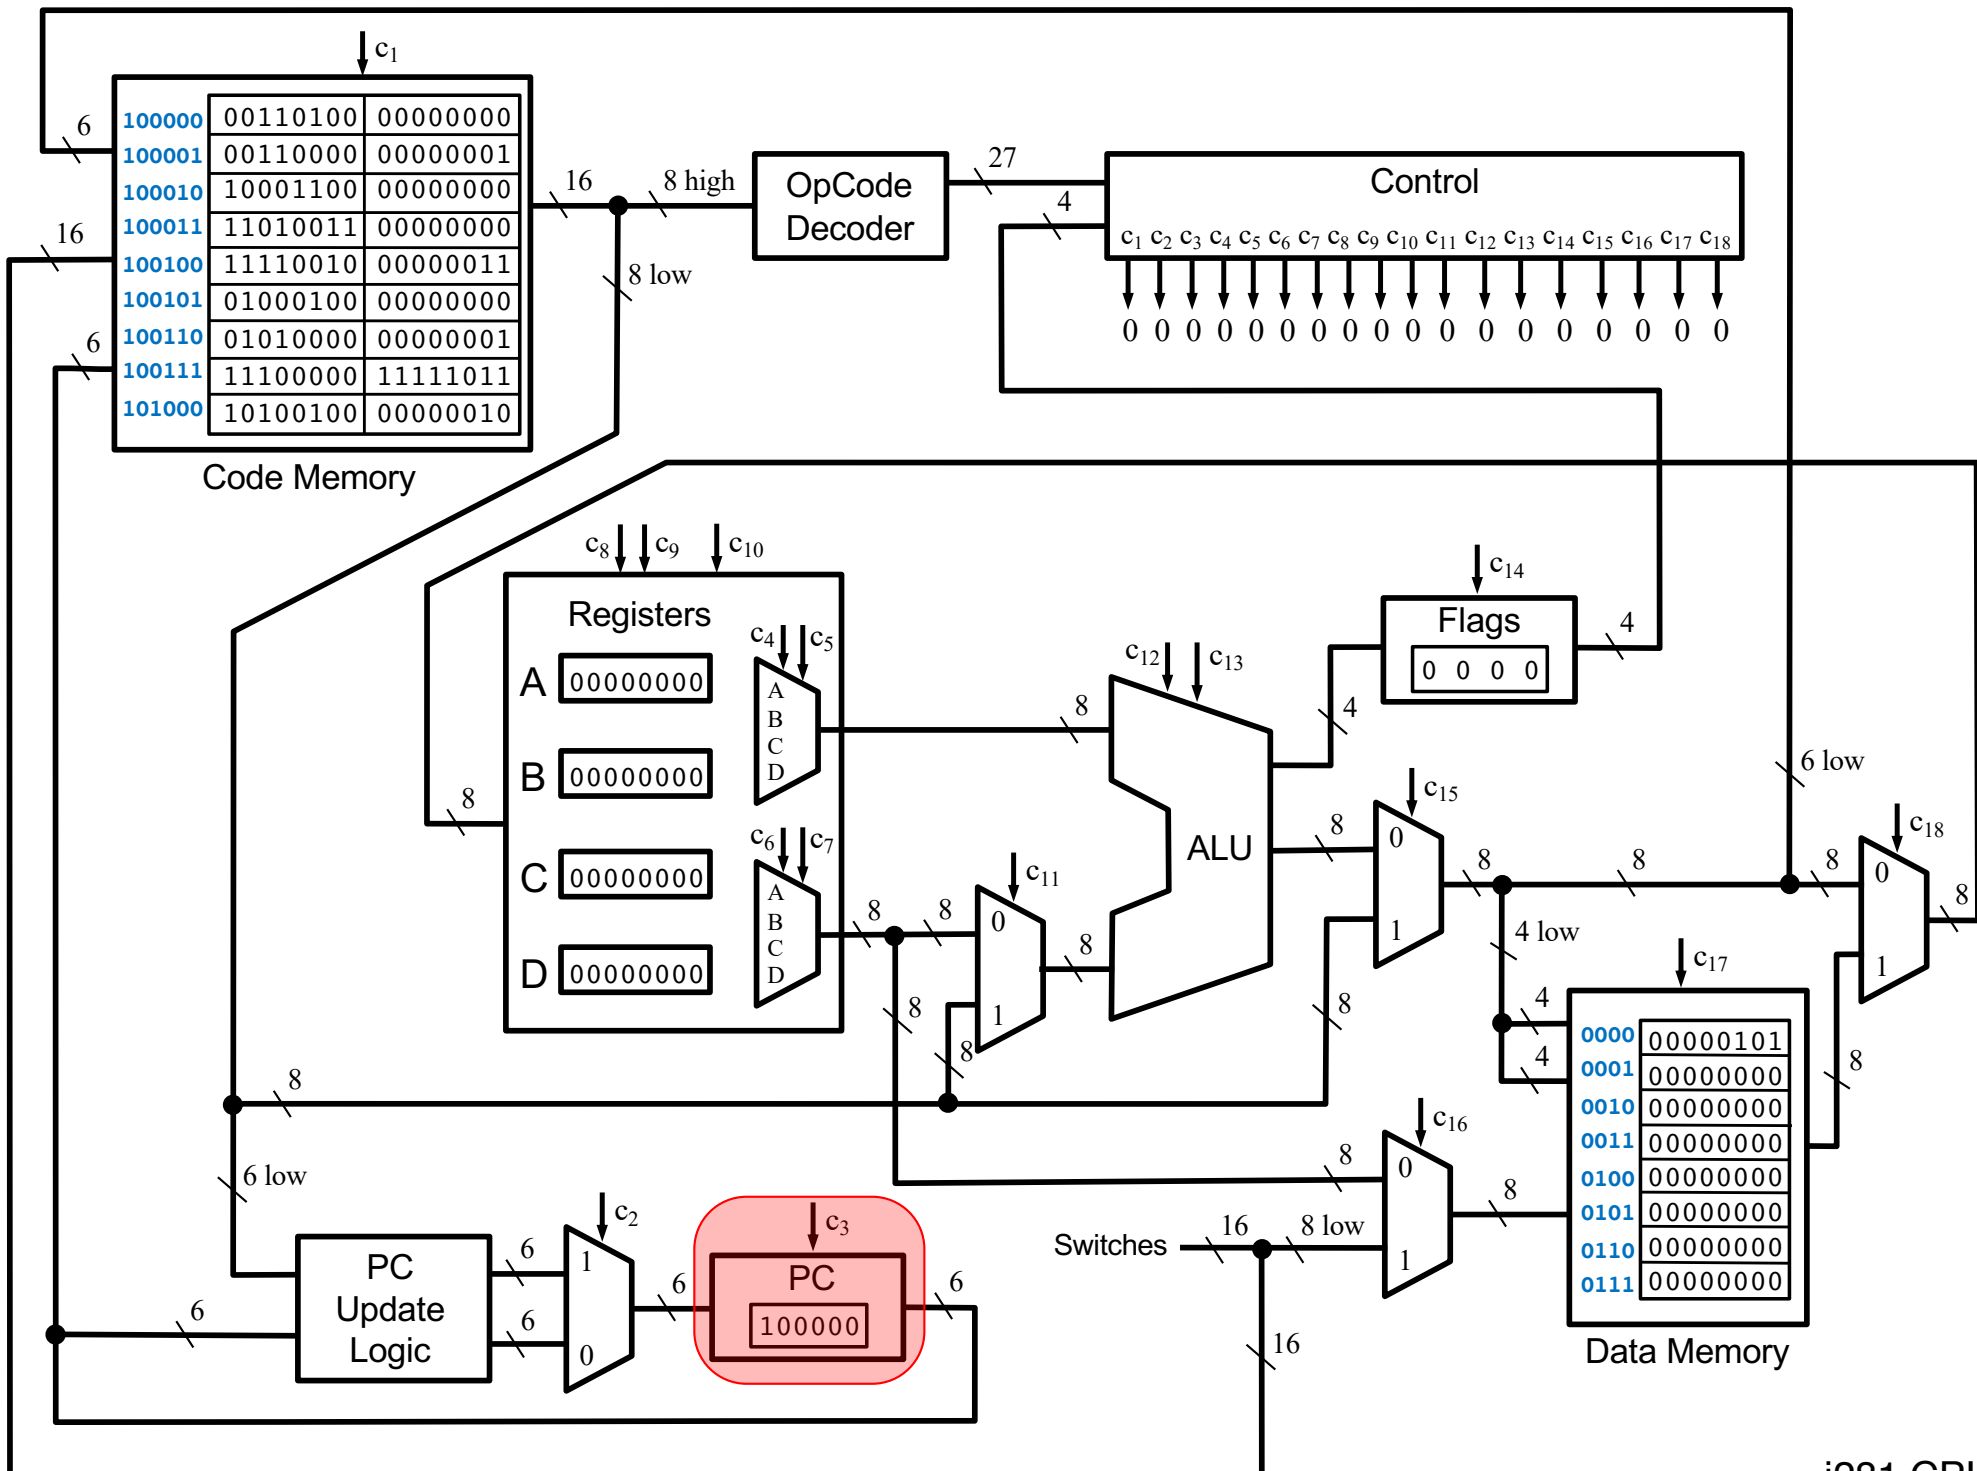 c1
6
100000 00110100 00000000
100001 00110000 00000001
100010 10001100 00000000
100011 11010011 00000000
100100 11110010 00000011
100101 01000100 00000000
100110 01010000 00000001
100111 11100000 11111011
101000 10100100 00000010
16
6
Code Memory
16
8 high
8 low
OpCode
Decoder
27
4
Control
c1 c2 c3 c4 c5 c6 c7 c8 c9 c10 c11 c12 c13 c14 c15 c16 c17 c18
0 0 0 0 0 0 0 0 0 0 0 0 0 0 0 0 0 0
c8 c9 c10
Registers
A 00000000
B 00000000
C 00000000
D 00000000
8
c4 c5
A
B
C
D
c6 c7
A
B
C
D
8
8
8
8
c11
0
1
8
8
c12 c13
ALU
4
8
c14
Flags
0 0 0 0
4
c15
0
1
8
8
8
6 low
8
c18
0
1
8
4 low
4
4
c17
0000 00000101
0001 00000000
0010 00000000
0011 00000000
0100 00000000
0101 00000000
0110 00000000
0111 00000000
Data Memory
8
8
6 low
PC
Update
Logic
6
6
6
c2
1
0
6
c3
PC
100000
6
Switches
16
8 low
16
8
c16
0
1
8